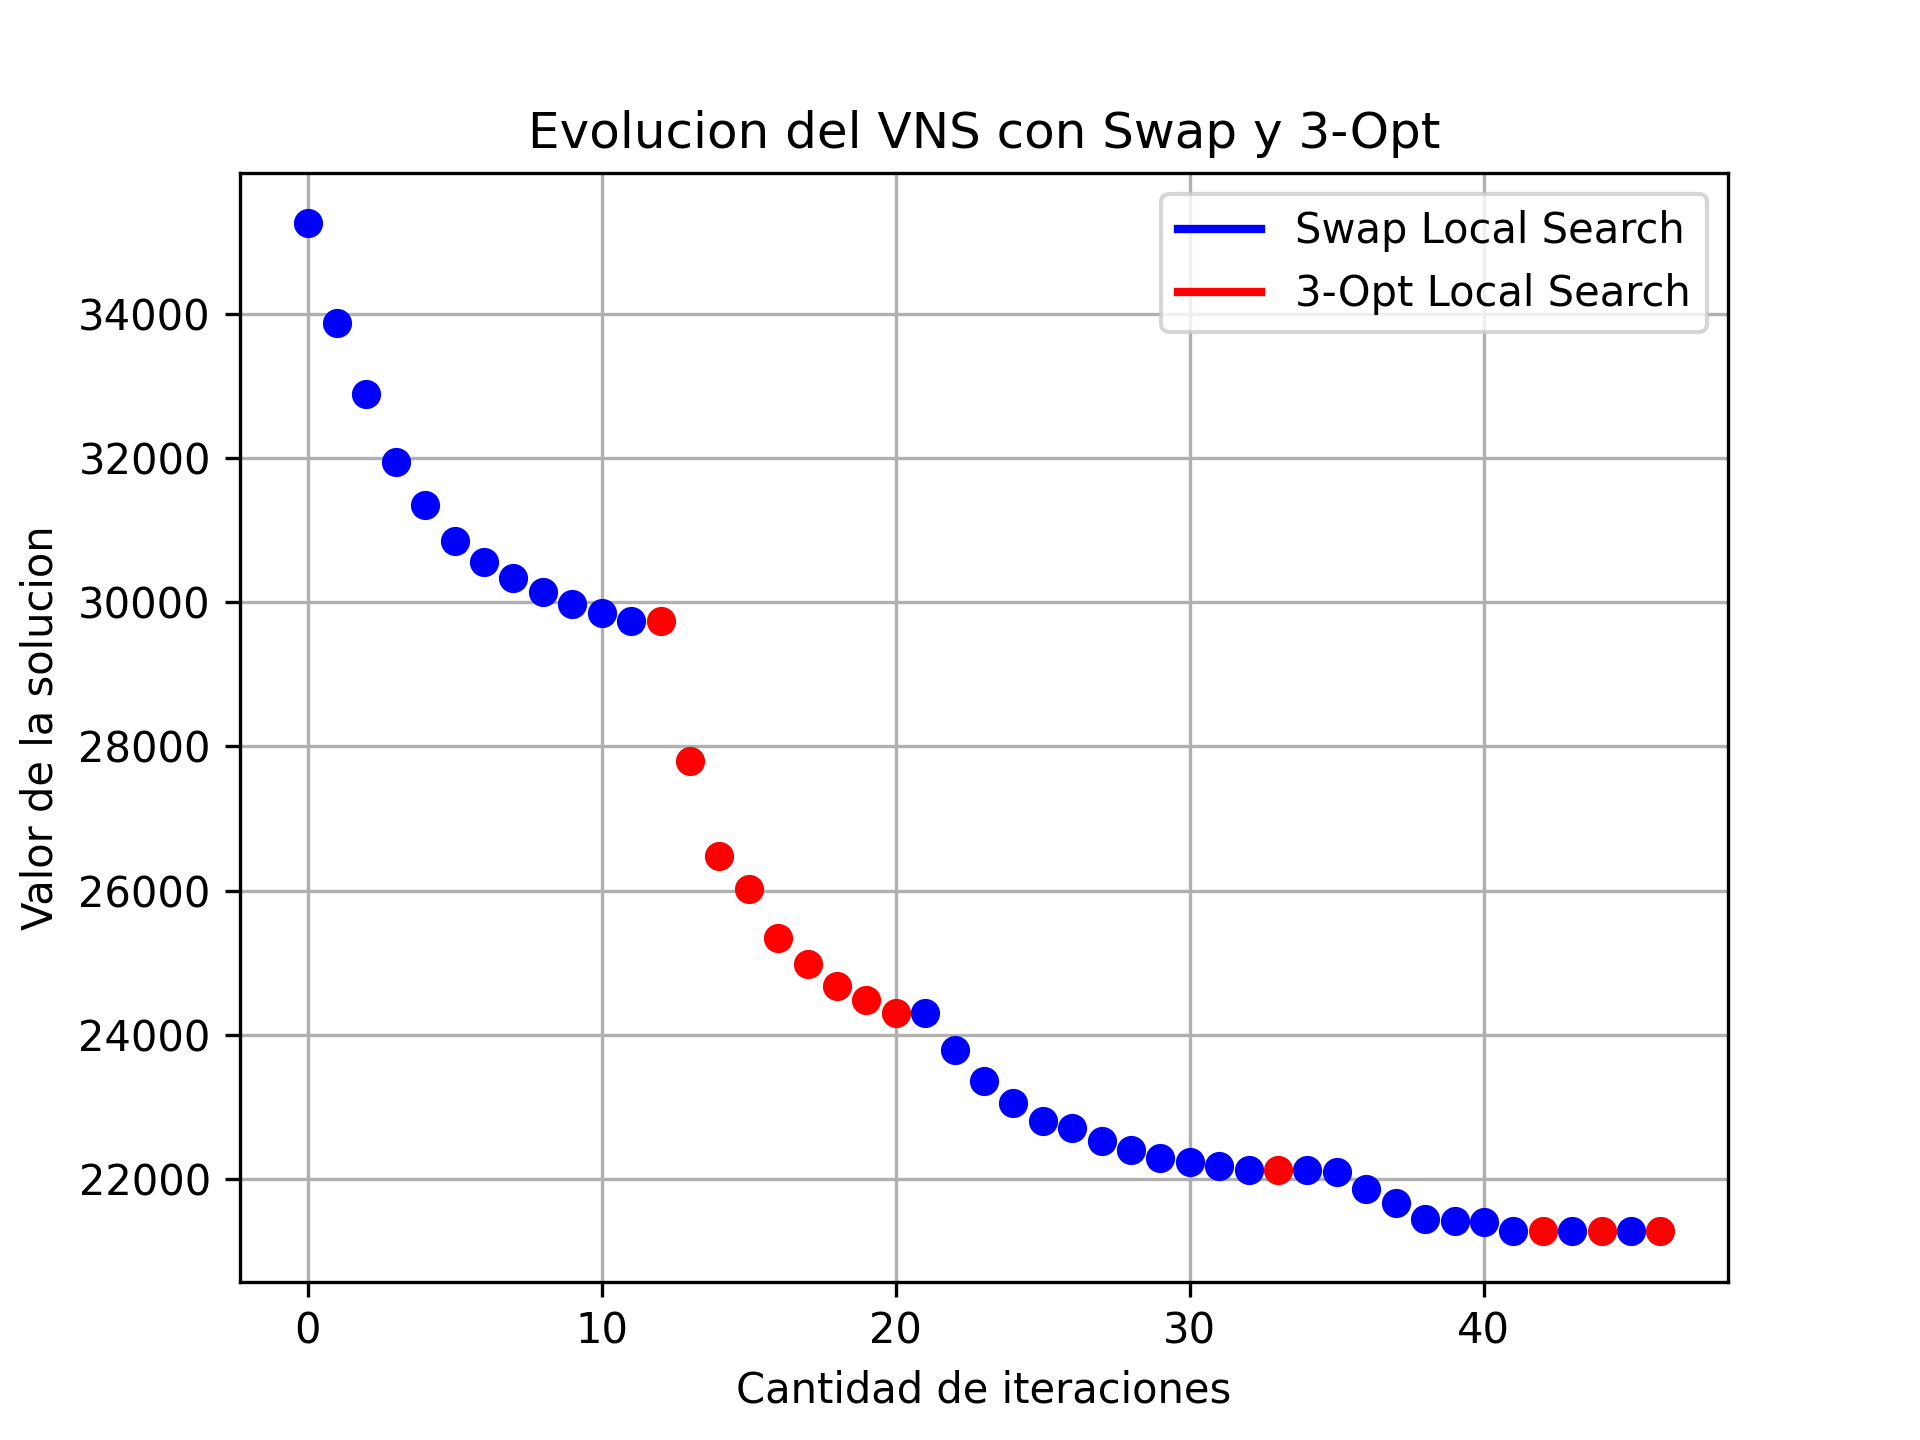 Evolucion del VNS con Swap y 3-Opt
Swap Local Search
3-Opt Local Search
Valor de la solucion
34000
32000
30000
28000
26000
24000
22000
0 10 20 30 40
Cantidad de iteraciones